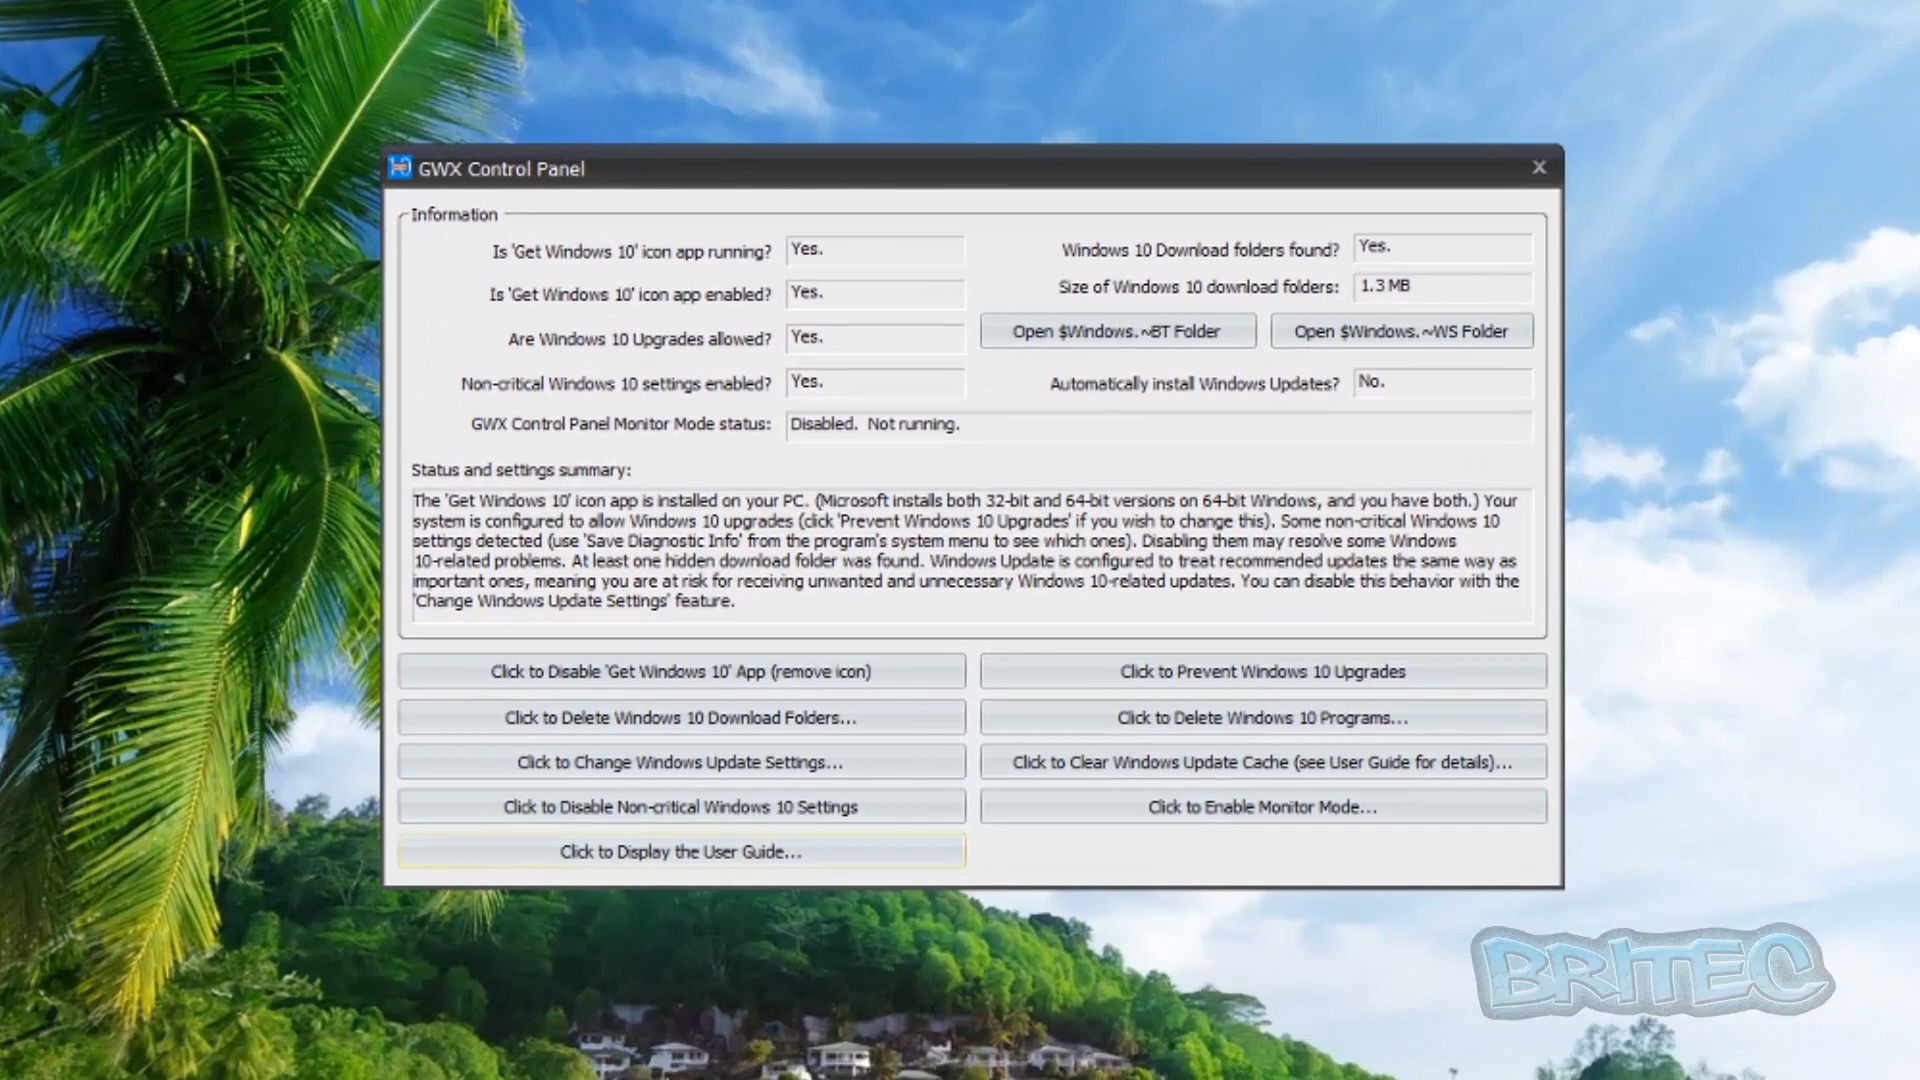 GWX Control Panel
Information
Is 'Get Windows 10' icon app running? Yes.
Windows 10 Download folders found? Yes.
Is 'Get Windows 10' icon app enabled? Yes.
Size of Windows 10 download folders: 1.3 MB
Are Windows 10 Upgrades allowed? Yes.
Open $Windows.~BT Folder
Open $Windows.~WS Folder
Non-critical Windows 10 settings enabled? Yes.
Automatically install Windows Updates? No.
GWX Control Panel Monitor Mode status: Disabled. Not running.
Status and settings summary:
The 'Get Windows 10' icon app is installed on your PC. (Microsoft installs both 32-bit and 64-bit versions on 64-bit Windows, and you have both.) Your
system is configured to allow Windows 10 upgrades (click 'Prevent Windows 10 Upgrades' if you wish to change this). Some non-critical Windows 10
settings detected (use 'Save Diagnostic Info' from the program's system menu to see which ones). Disabling them may resolve some Windows
10-related problems. At least one hidden download folder was found. Windows Update is configured to treat recommended updates the same way as
important ones, meaning you are at risk for receiving unwanted and unnecessary Windows 10-related updates. You can disable this behavior with the
'Change Windows Update Settings' feature.
Click to Disable 'Get Windows 10' App (remove icon)
Click to Prevent Windows 10 Upgrades
Click to Delete Windows 10 Download Folders...
Click to Delete Windows 10 Programs...
Click to Change Windows Update Settings...
Click to Clear Windows Update Cache (see User Guide for details)...
Click to Disable Non-critical Windows 10 Settings
Click to Enable Monitor Mode...
Click to Display the User Guide...
BRITEC